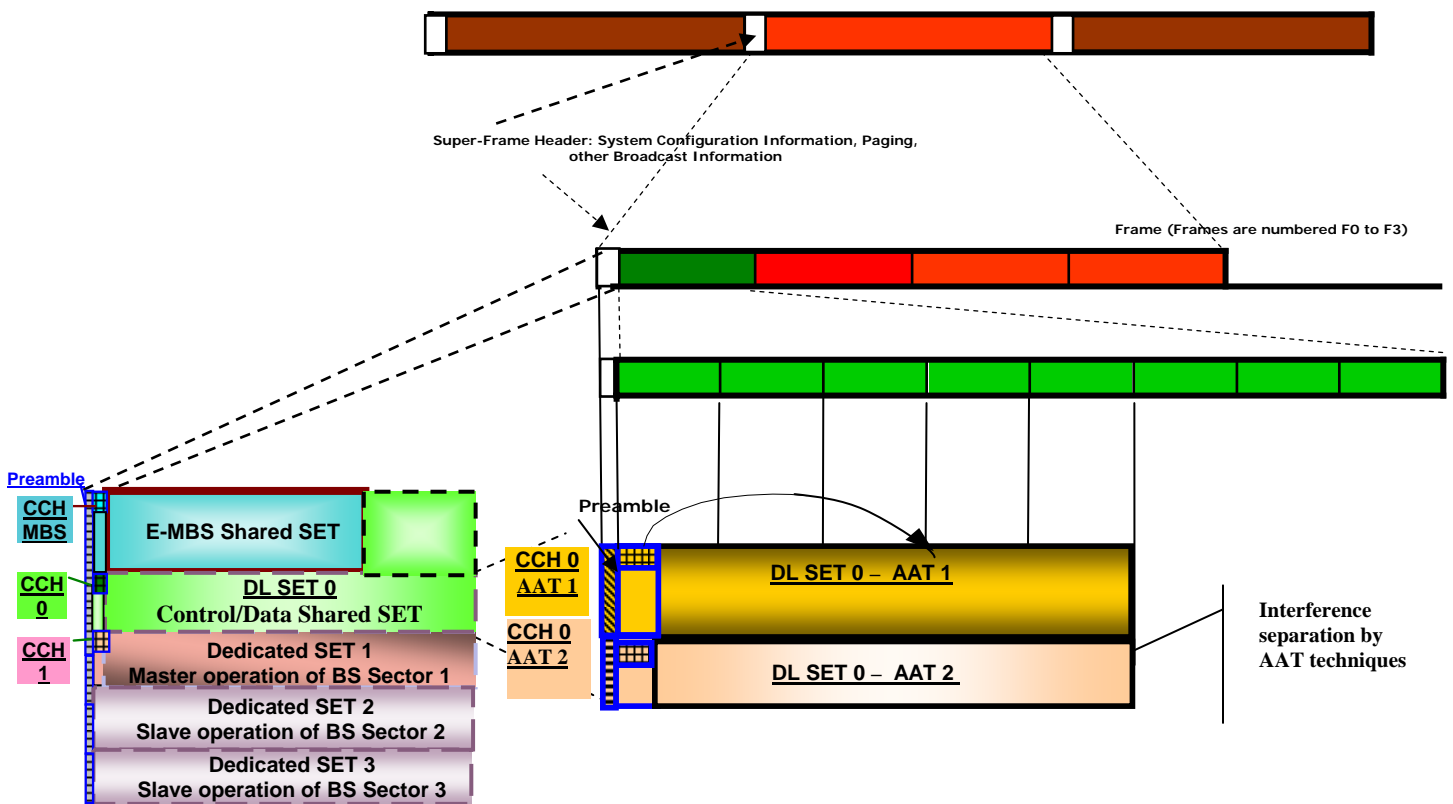 Super-Frame Header: System Configuration Information, Paging,
other Broadcast Information
Frame (Frames are numbered F0 to F3)
Preamble
CCH
MBS
E-MBS Shared SET
CCH
0
DL SET 0
Control/Data Shared SET
CCH
1
Dedicated SET 1
Master operation of BS Sector 1
Dedicated SET 2
Slave operation of BS Sector 2
Dedicated SET 3
Slave operation of BS Sector 3
Preamble
CCH 0
AAT 1
DL SET 0 – AAT 1
CCH 0
AAT 2
DL SET 0 – AAT 2
Interference
separation by
AAT techniques